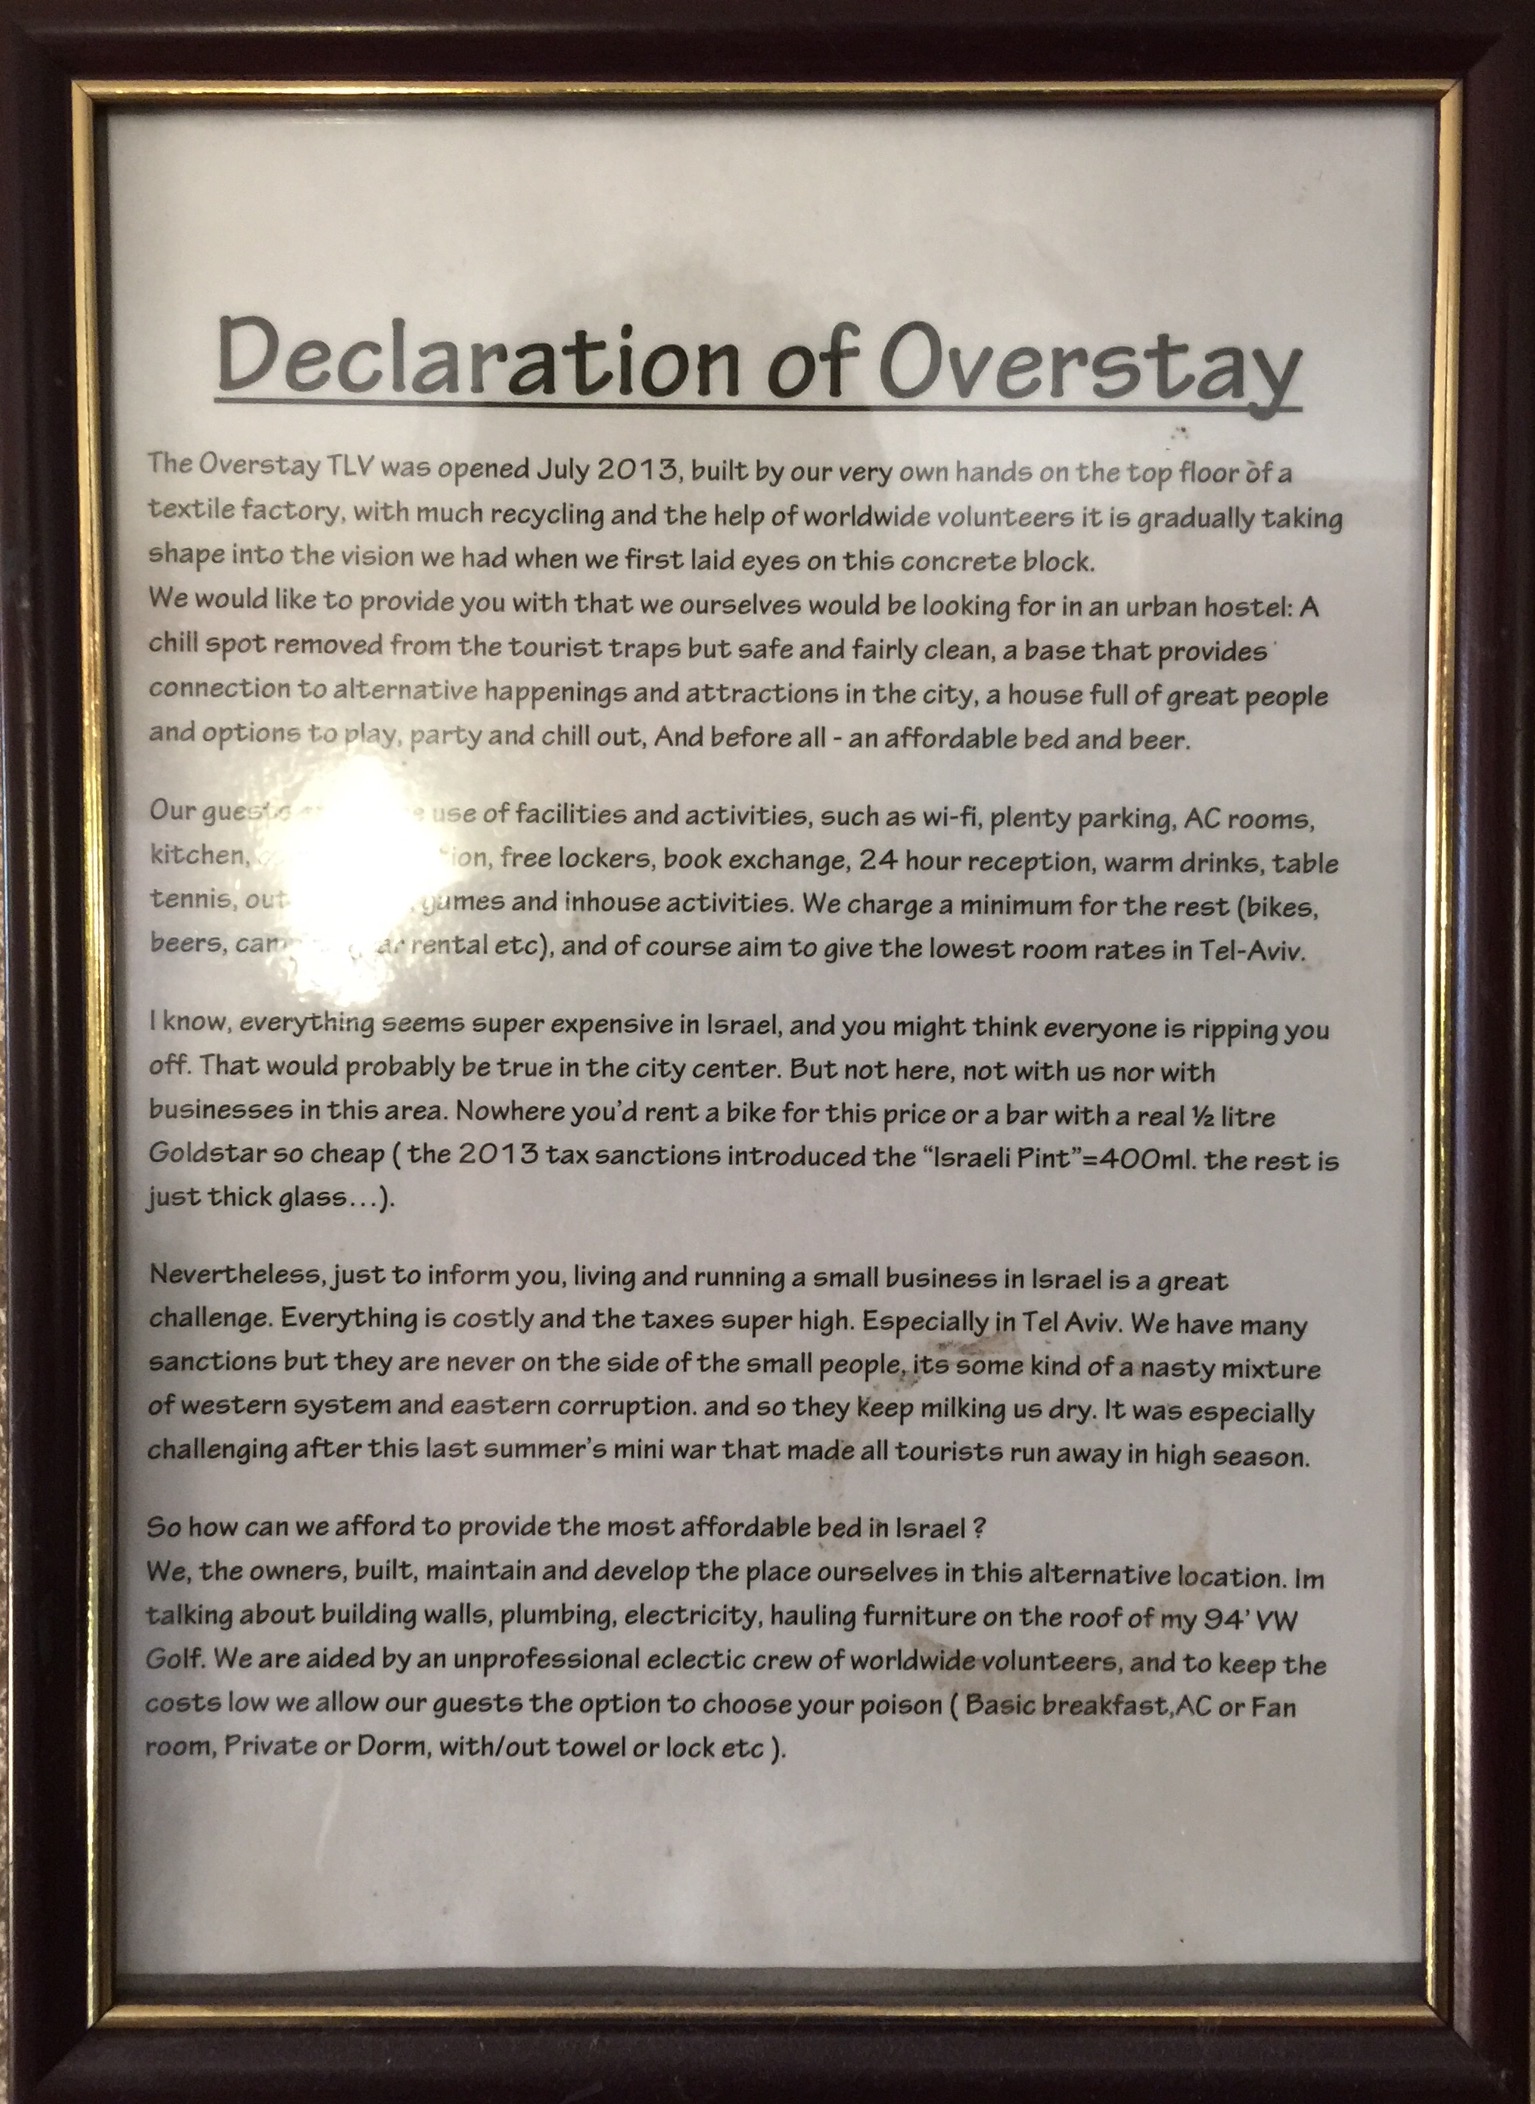 Declaration of Overstay
The Overstay TLV was opened July 2013, built by our very own hands on the top floor of a
textile factory, with much recycling and the help of worldwide volunteers it is gradually taking
shape into the vision we had when we first laid eyes on this concrete block.
We would like to provide you with that we ourselves would be looking for in an urban hostel: A
chill spot removed from the tourist traps but safe and fairly clean, a base that provides
connection to alternative happenings and attractions in the city, a house full of great people
and options to play, party and chill out, And before all - an affordable bed and beer.
Our guests use of facilities and activities, such as wi-fi, plenty parking, AC rooms,
kitchen, free lockers, book exchange, 24 hour reception, warm drinks, table
tennis, games and inhouse activities. We charge a minimum for the rest (bikes,
beers, rental etc), and of course aim to give the lowest room rates in Tel-Aviv.
I know, everything seems super expensive in Israel, and you might think everyone is ripping you
off. That would probably be true in the city center. But not here, not with us nor with
businesses in this area. Nowhere you'd rent a bike for this price or a bar with a real ½ litre
Goldstar so cheap ( the 2013 tax sanctions introduced the “Israeli Pint”=400ml. the rest is
just thick glass...).
Nevertheless, just to inform you, living and running a small business in Israel is a great
challenge. Everything is costly and the taxes super high. Especially in Tel Aviv. We have many
sanctions but they are never on the side of the small people, its some kind of a nasty mixture
of western system and eastern corruption. and so they keep milking us dry. It was especially
challenging after this last summer's mini war that made all tourists run away in high season.
So how can we afford to provide the most affordable bed in Israel ?
We, the owners, built, maintain and develop the place ourselves in this alternative location. Im
talking about building walls, plumbing, electricity, hauling furniture on the roof of my 94' VW
Golf. We are aided by an unprofessional eclectic crew of worldwide volunteers, and to keep the
costs low we allow our guests the option to choose your poison ( Basic breakfast,AC or Fan
room, Private or Dorm, with/out towel or lock etc ).